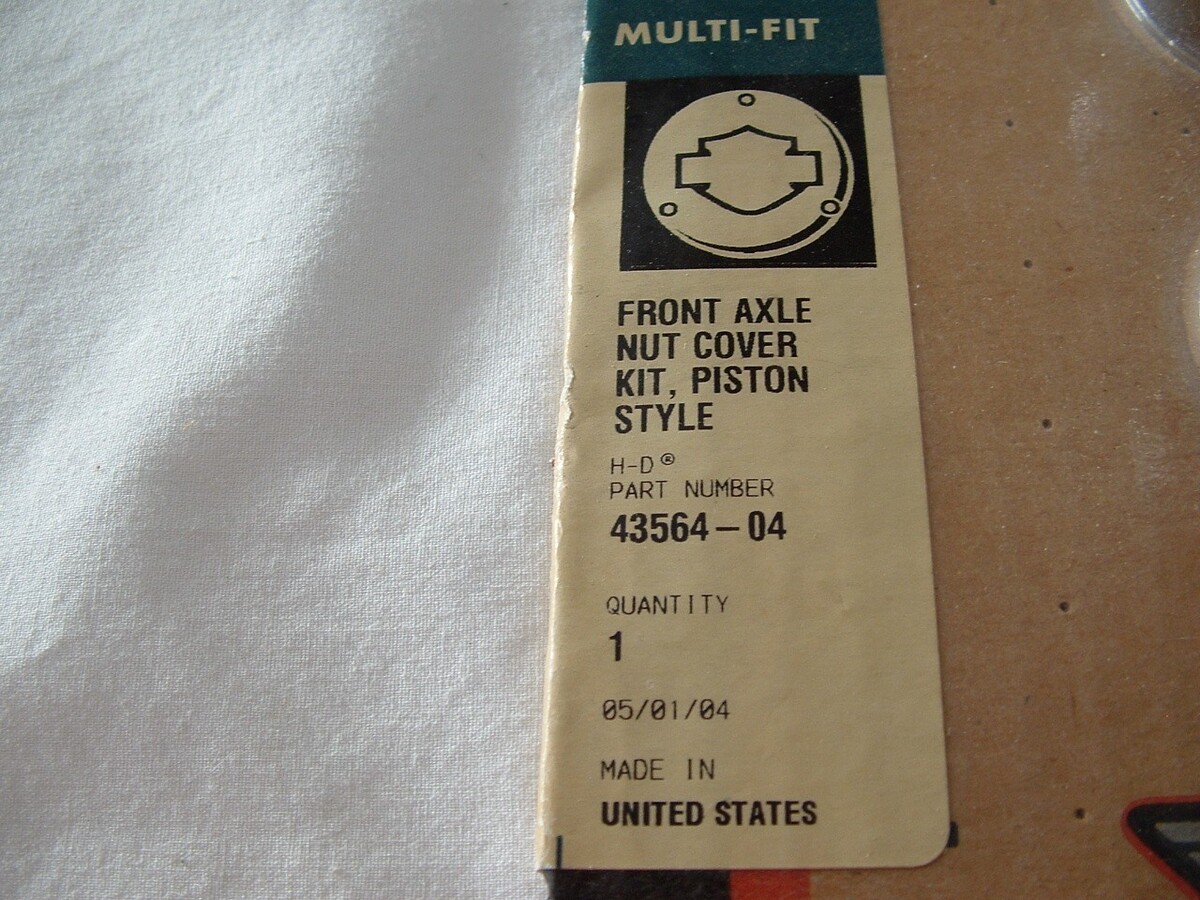 MULTI-FIT
FRONT AXLE
NUT COVER
KIT, PISTON
STYLE
H-D®
PART NUMBER
43564-04
QUANTITY
1
05/01/04
MADE IN
UNITED STATES